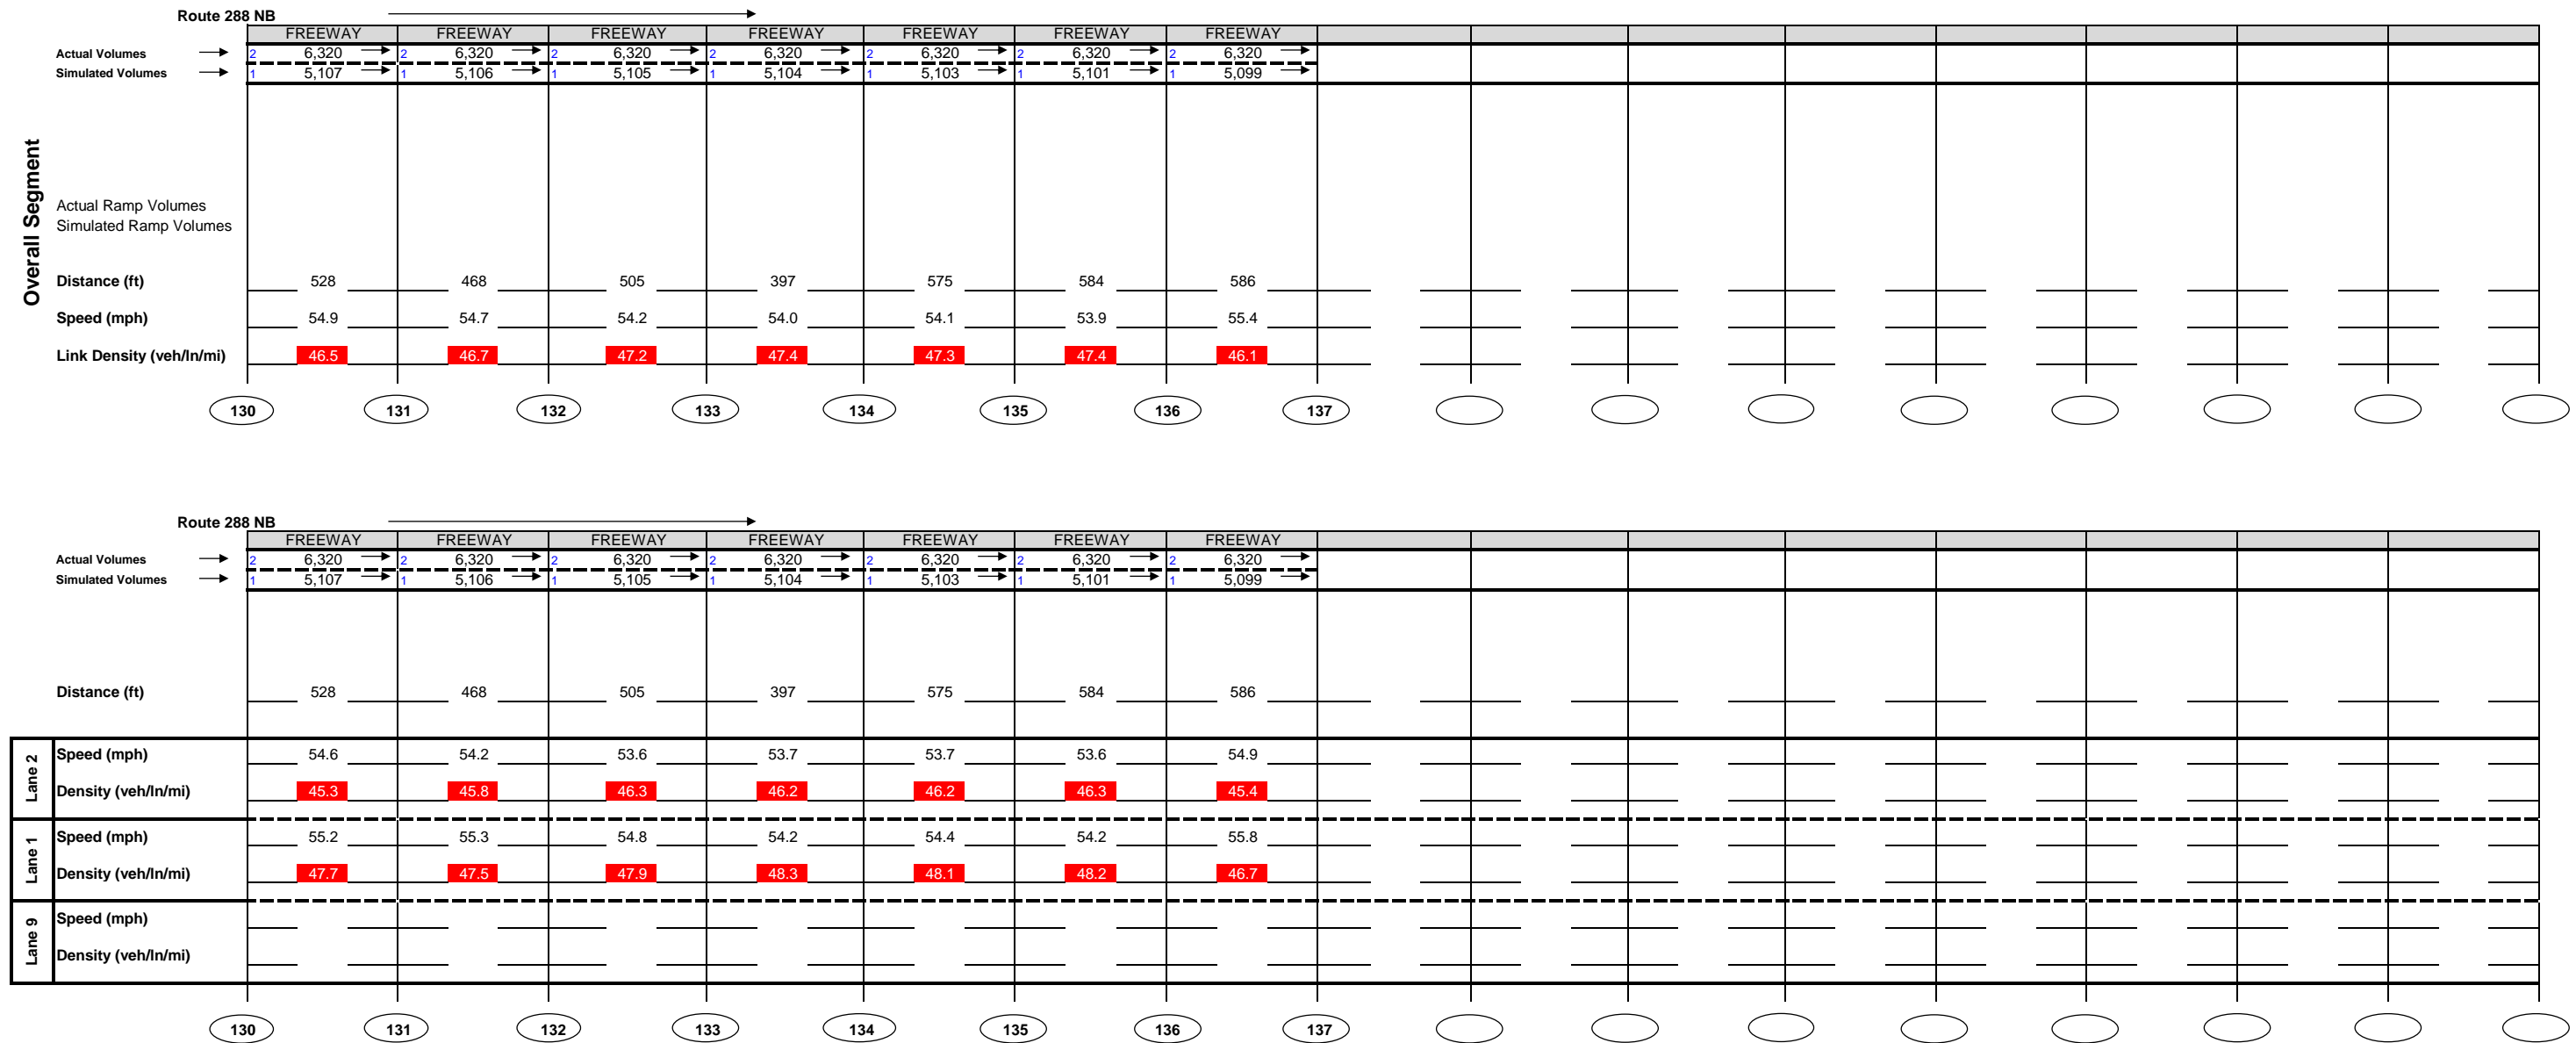 Route 288 NB
FREEWAY FREEWAY FREEWAY FREEWAY FREEWAY FREEWAY FREEWAY
Actual Volumes 2 6,320 2 6,320 2 6,320 2 6,320 2 6,320 2 6,320 2 6,320
Simulated Volumes 1 5,107 1 5,106 1 5,105 1 5,104 1 5,103 1 5,101 1 5,099
Overall Segment
Actual Ramp Volumes
Simulated Ramp Volumes
Distance (ft) 528 468 505 397 575 584 586
Speed (mph) 54.9 54.7 54.2 54.0 54.1 53.9 55.4
Link Density (veh/ln/mi) 46.5 46.7 47.2 47.4 47.3 47.4 46.1
130 131 132 133 134 135 136 137
Route 288 NB
FREEWAY FREEWAY FREEWAY FREEWAY FREEWAY FREEWAY FREEWAY
Actual Volumes 2 6,320 2 6,320 2 6,320 2 6,320 2 6,320 2 6,320 2 6,320
Simulated Volumes 1 5,107 1 5,106 1 5,105 1 5,104 1 5,103 1 5,101 1 5,099
Distance (ft) 528 468 505 397 575 584 586
Lane 2
Speed (mph) 54.6 54.2 53.6 53.7 53.7 53.6 54.9
Density (veh/ln/mi) 45.3 45.8 46.3 46.2 46.2 46.3 45.4
Lane 1
Speed (mph) 55.2 55.3 54.8 54.2 54.4 54.2 55.8
Density (veh/ln/mi) 47.7 47.5 47.9 48.3 48.1 48.2 46.7
Lane 9
Speed (mph)
Density (veh/ln/mi)
130 131 132 133 134 135 136 137